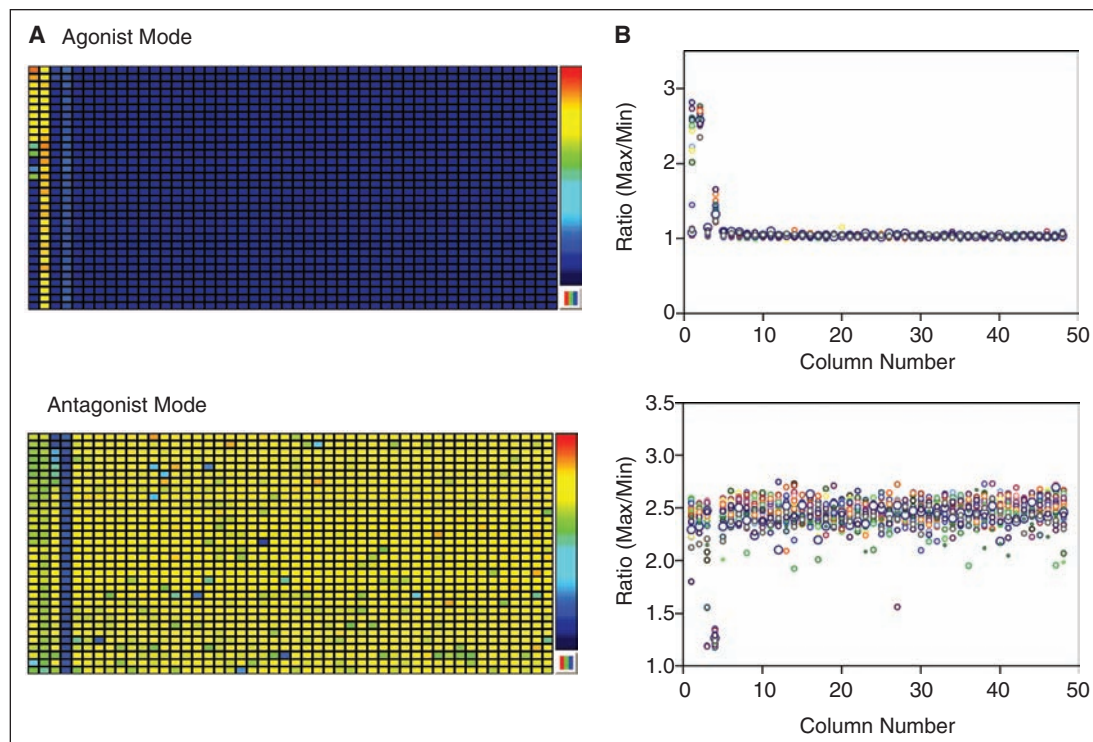 A Agonist Mode
Antagonist Mode
B
Ratio (Max/Min)
3
2
1
0
0 10 20 30 40 50
Column Number
Ratio (Max/Min)
3.5
3.0
2.5
2.0
1.5
1.0
0 10 20 30 40 50
Column Number